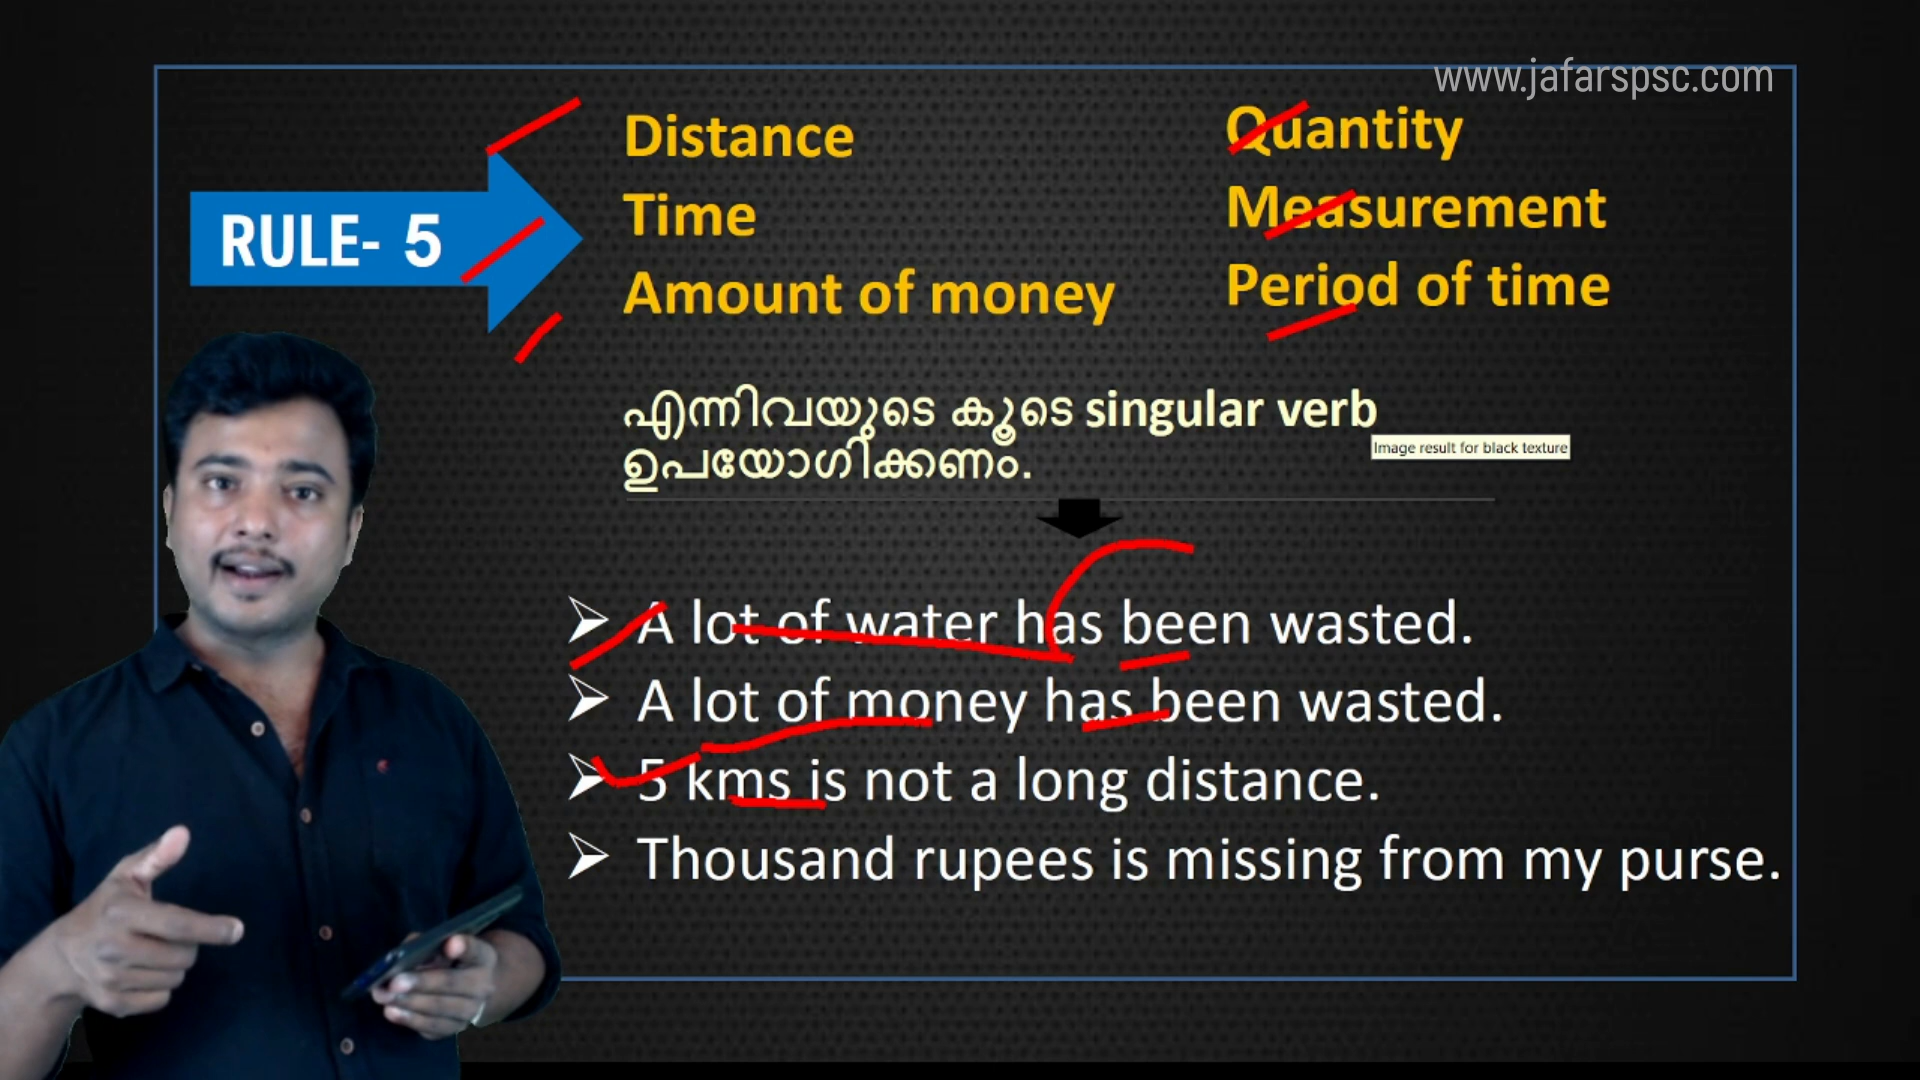 www.jafarspsc.com
RULE- 5
Distance
Time
Amount of money
Quantity
Measurement
Period of time
എന്നിവയുടെ കൂടെ singular verb
ഉപയോഗിക്കണം.
Image result for black texture
A lot of water has been wasted.
A lot of money has been wasted.
5 kms is not a long distance.
Thousand rupees is missing from my purse.